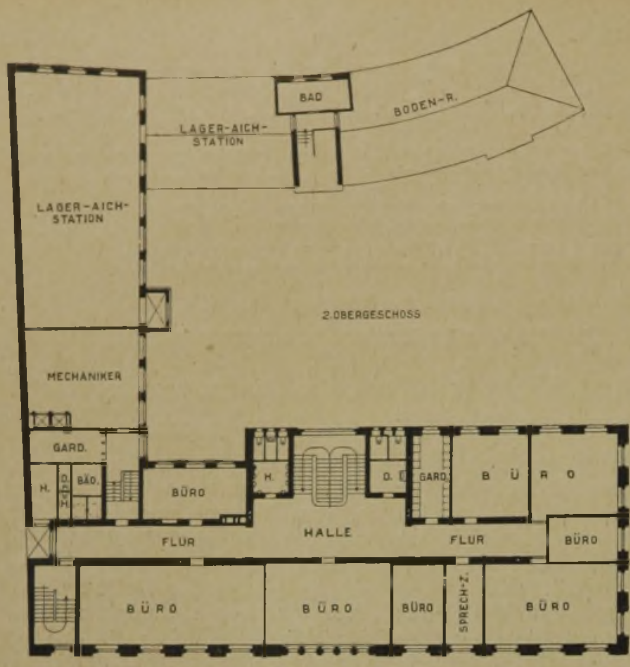 BAD
BODEN-R.
LAGER-AICH-
STATION
LAGER-AICH-
STATION
2.OBERGESCHOSS
MECHANIKER
GARD.
H.
D.
H.
BÄD.
BÜRO
H.
D.
GARD.
BÜRO
FLUR
HALLE
FLUR
BÜRO
BÜRO
BÜRO
BÜRO
SPRECH-Z.
BÜRO